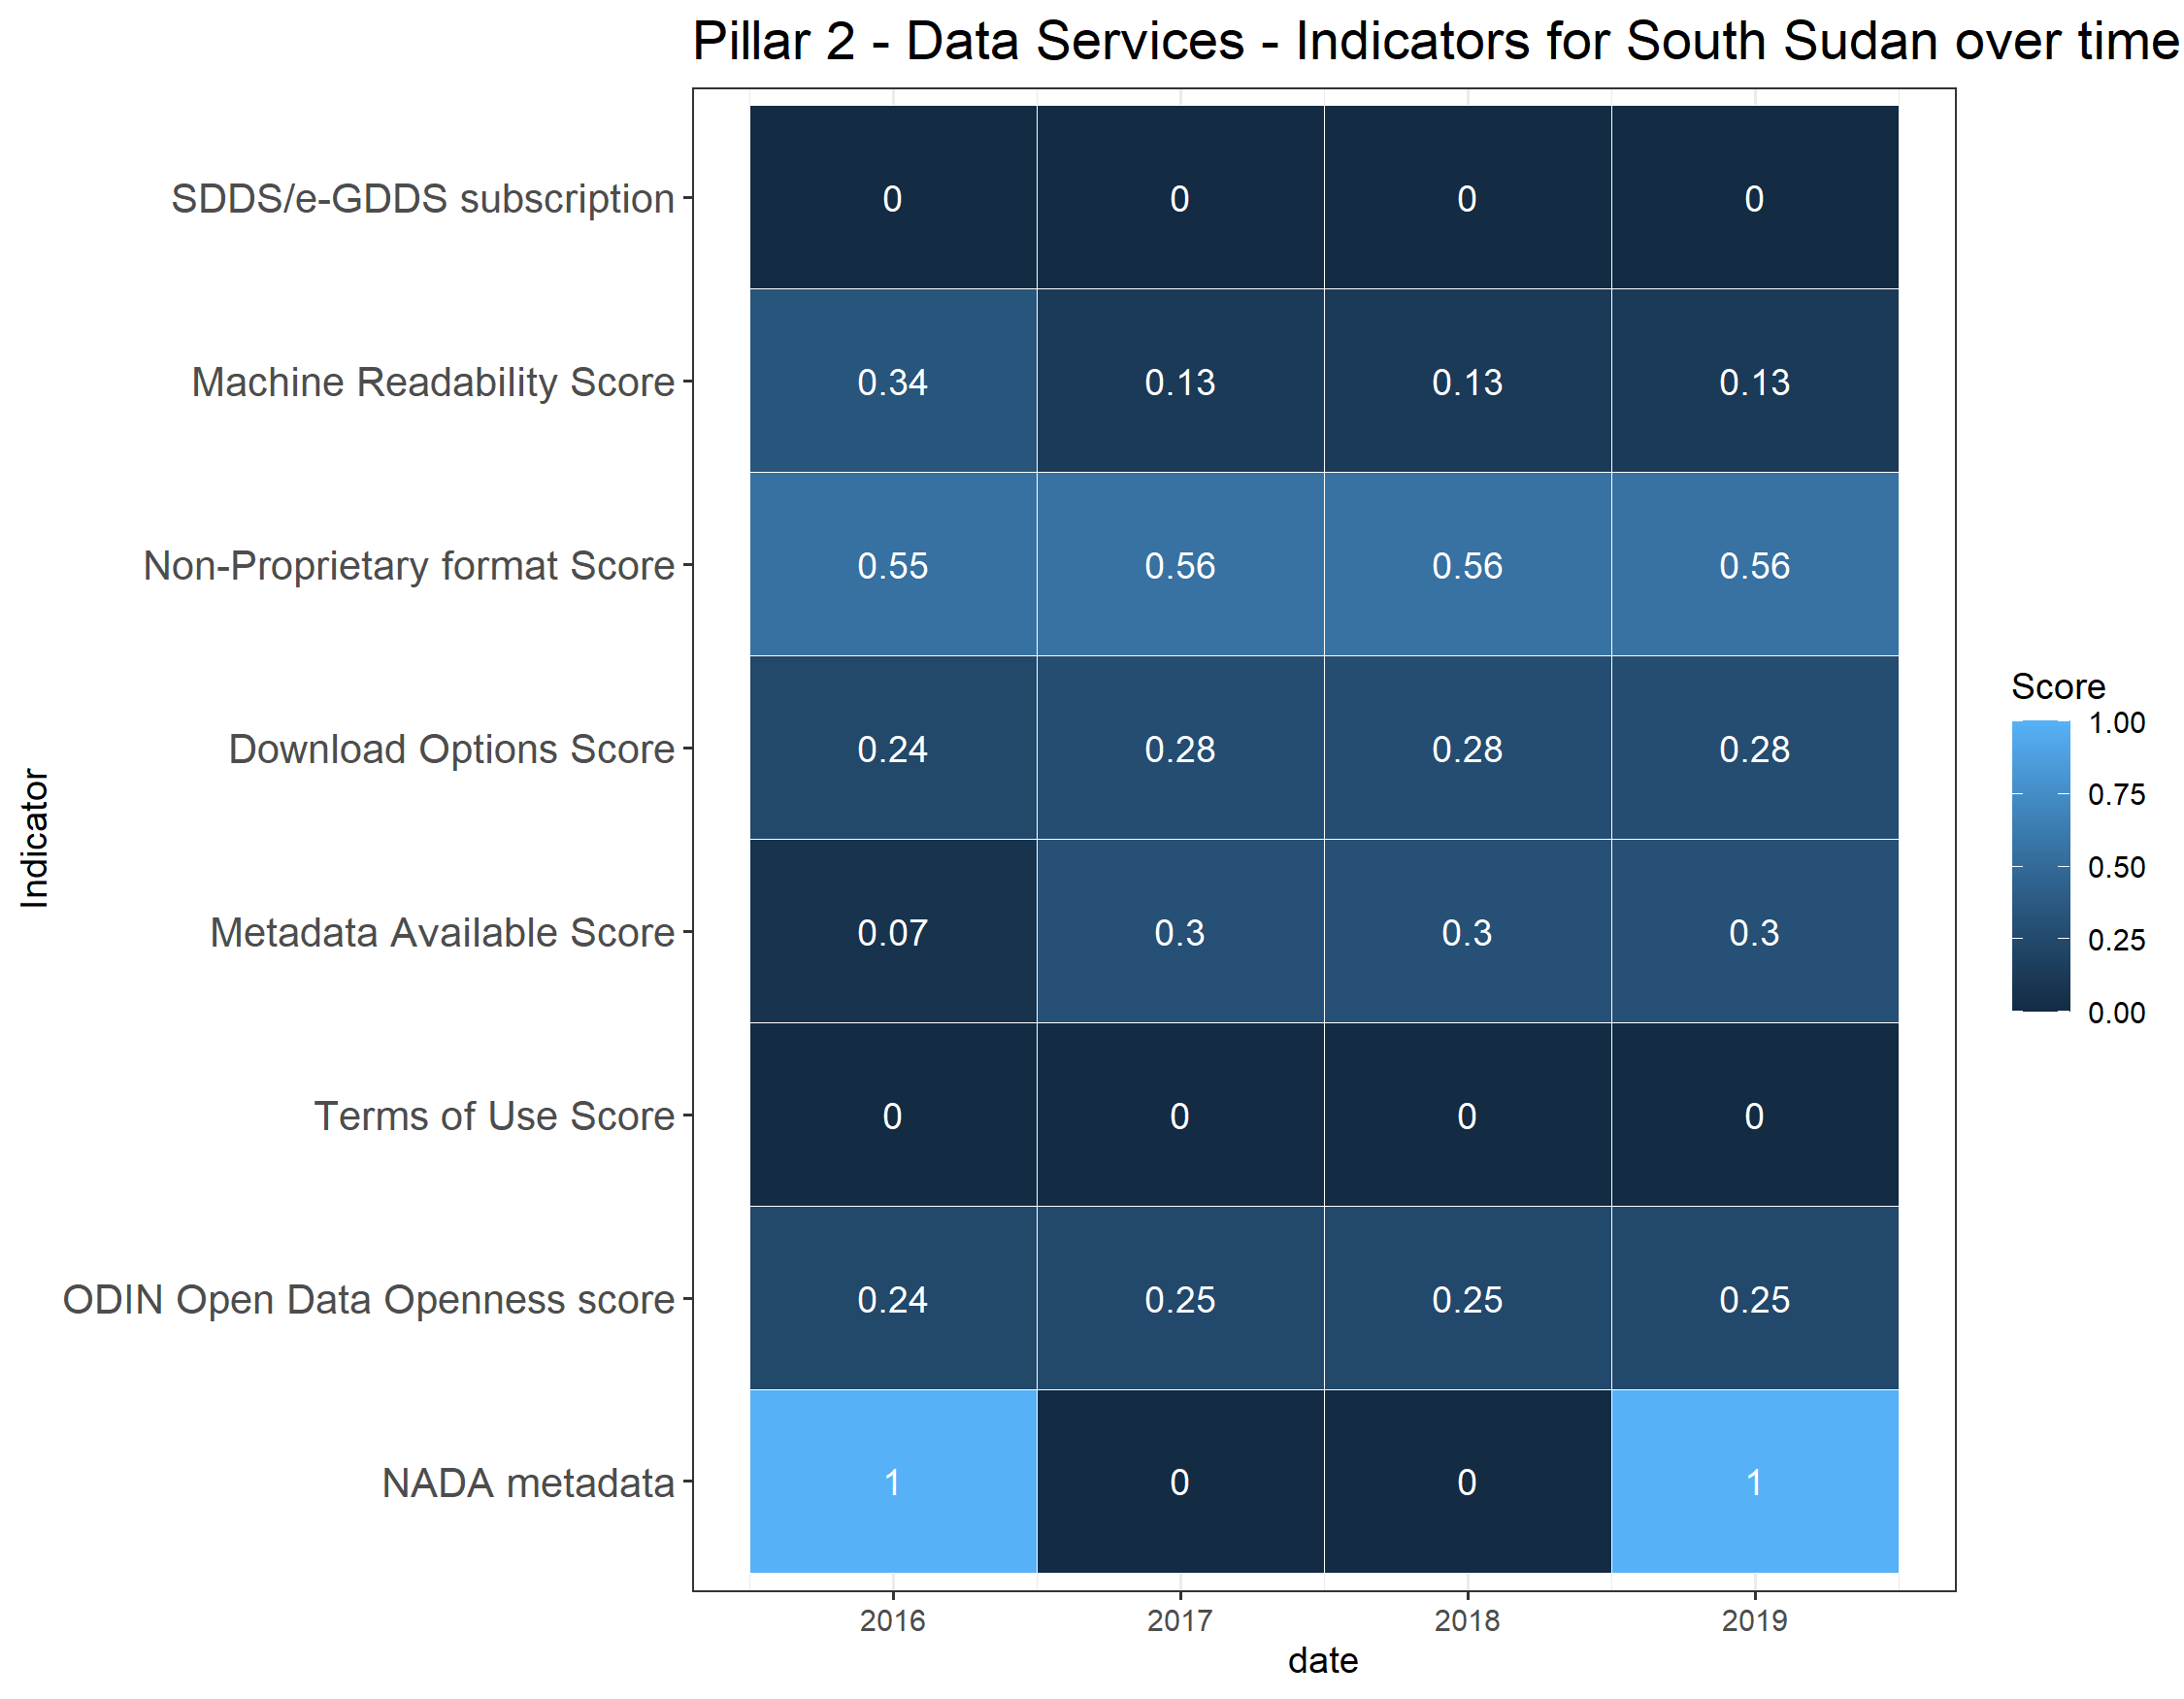 Pillar 2 - Data Services - Indicators for South Sudan over time
SDDS/e-GDDS subscription 0 0 0 0
Machine Readability Score 0.34 0.13 0.13 0.13
Non-Proprietary format Score 0.55 0.56 0.56 0.56
Download Options Score 0.24 0.28 0.28 0.28
Metadata Available Score 0.07 0.3 0.3 0.3
Terms of Use Score 0 0 0 0
ODIN Open Data Openness score 0.24 0.25 0.25 0.25
NADA metadata 1 0 0 1
2016 2017 2018 2019
date
Indicator
Score
1.00
0.75
0.50
0.25
0.00